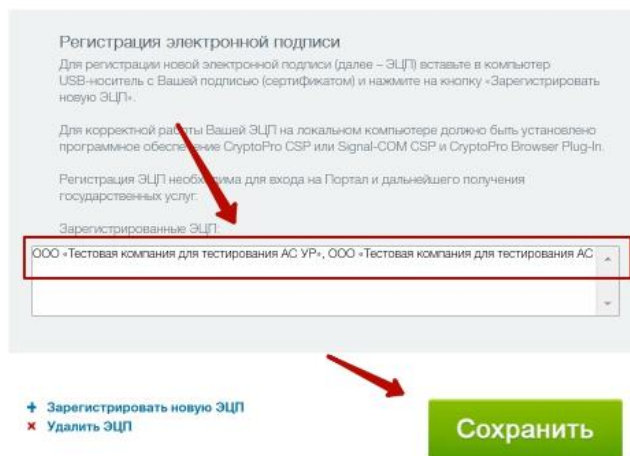 Регистрация электронной подписи
Для регистрации новой электронной подписи (далее – ЭЦП) вставьте в компьютер
USB-носитель с Вашей подписью (сертификатом) и нажмите на кнопку «Зарегистрировать
новую ЭЦП».
Для корректной работы Вашей ЭЦП на локальном компьютере должно быть установлено
программное обеспечение CryptoPro CSP или Signal-COM CSP и CryptoPro Browser Plug-In.
Регистрация ЭЦП необходима для входа на Портал и дальнейшего получения
государственных услуг.
Зарегистрированные ЭЦП:
ООО «Тестовая компания для тестирования АС УР», ООО «Тестовая компания для тестирования АС
Зарегистрировать новую ЭЦП
Удалить ЭЦП
Сохранить